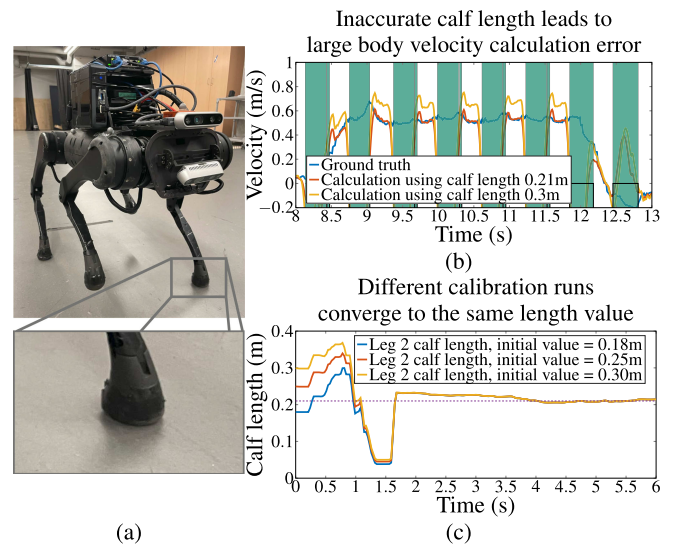 Inaccurate calf length leads to
large body velocity calculation error
Velocity (m/s)
1
0.8
0.6
0.4
0.2
0
−0.2
Ground truth
Calculation using calf length 0.21m
Calculation using calf length 0.3m
8 8.5 9 9.5 10 10.5 11 11.5 12 12.5 13
Time (s)
(b)
Different calibration runs
converge to the same length value
Calf length (m)
0.4
0.3
0.2
0.1
0
Leg 2 calf length, initial value = 0.18m
Leg 2 calf length, initial value = 0.25m
Leg 2 calf length, initial value = 0.30m
0 0.5 1 1.5 2 2.5 3 3.5 4 4.5 5 5.5 6
Time (s)
(a)
(c)